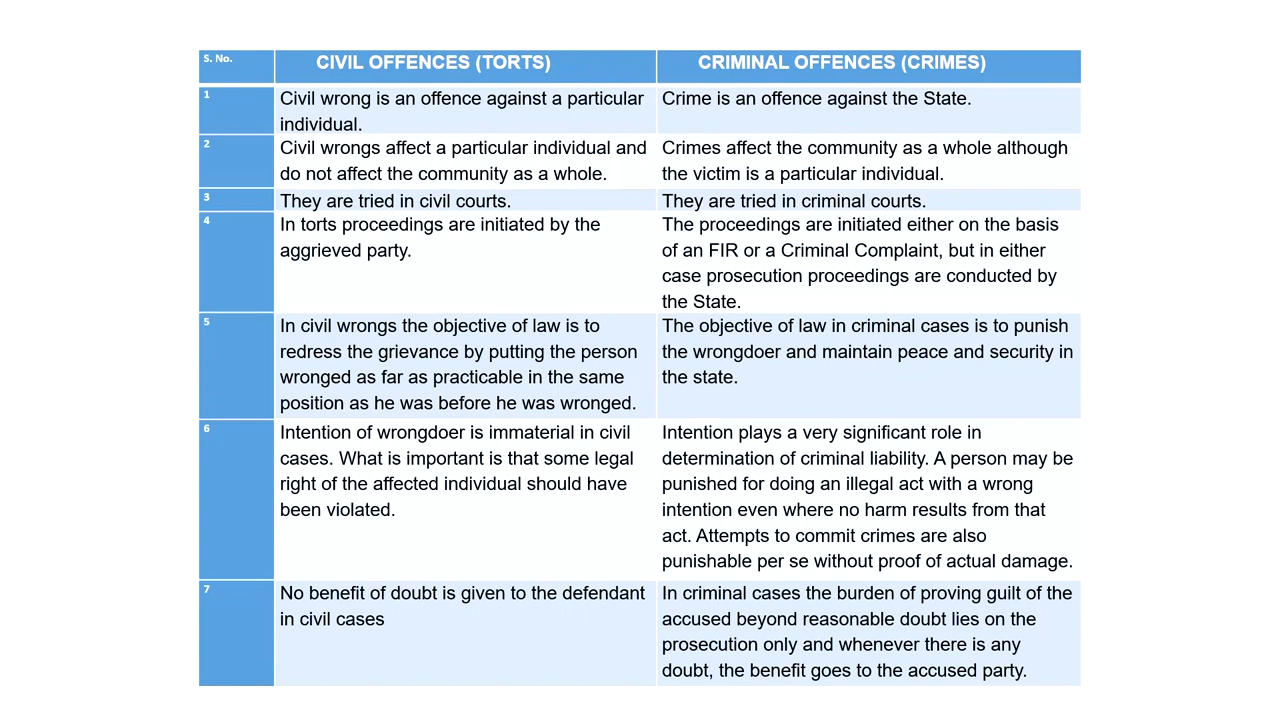 S. No.
CIVIL OFFENCES (TORTS)
CRIMINAL OFFENCES (CRIMES)
1
Civil wrong is an offence against a particular
individual.
Crime is an offence against the State.
2
Civil wrongs affect a particular individual and
do not affect the community as a whole.
Crimes affect the community as a whole although
the victim is a particular individual.
3
They are tried in civil courts.
They are tried in criminal courts.
4
In torts proceedings are initiated by the
aggrieved party.
The proceedings are initiated either on the basis
of an FIR or a Criminal Complaint, but in either
case prosecution proceedings are conducted by
the State.
5
In civil wrongs the objective of law is to
redress the grievance by putting the person
wronged as far as practicable in the same
position as he was before he was wronged.
The objective of law in criminal cases is to punish
the wrongdoer and maintain peace and security in
the state.
6
Intention of wrongdoer is immaterial in civil
cases. What is important is that some legal
right of the affected individual should have
been violated.
Intention plays a very significant role in
determination of criminal liability. A person may be
punished for doing an illegal act with a wrong
intention even where no harm results from that
act. Attempts to commit crimes are also
punishable per se without proof of actual damage.
7
No benefit of doubt is given to the defendant
in civil cases
In criminal cases the burden of proving guilt of the
accused beyond reasonable doubt lies on the
prosecution only and whenever there is any
doubt, the benefit goes to the accused party.